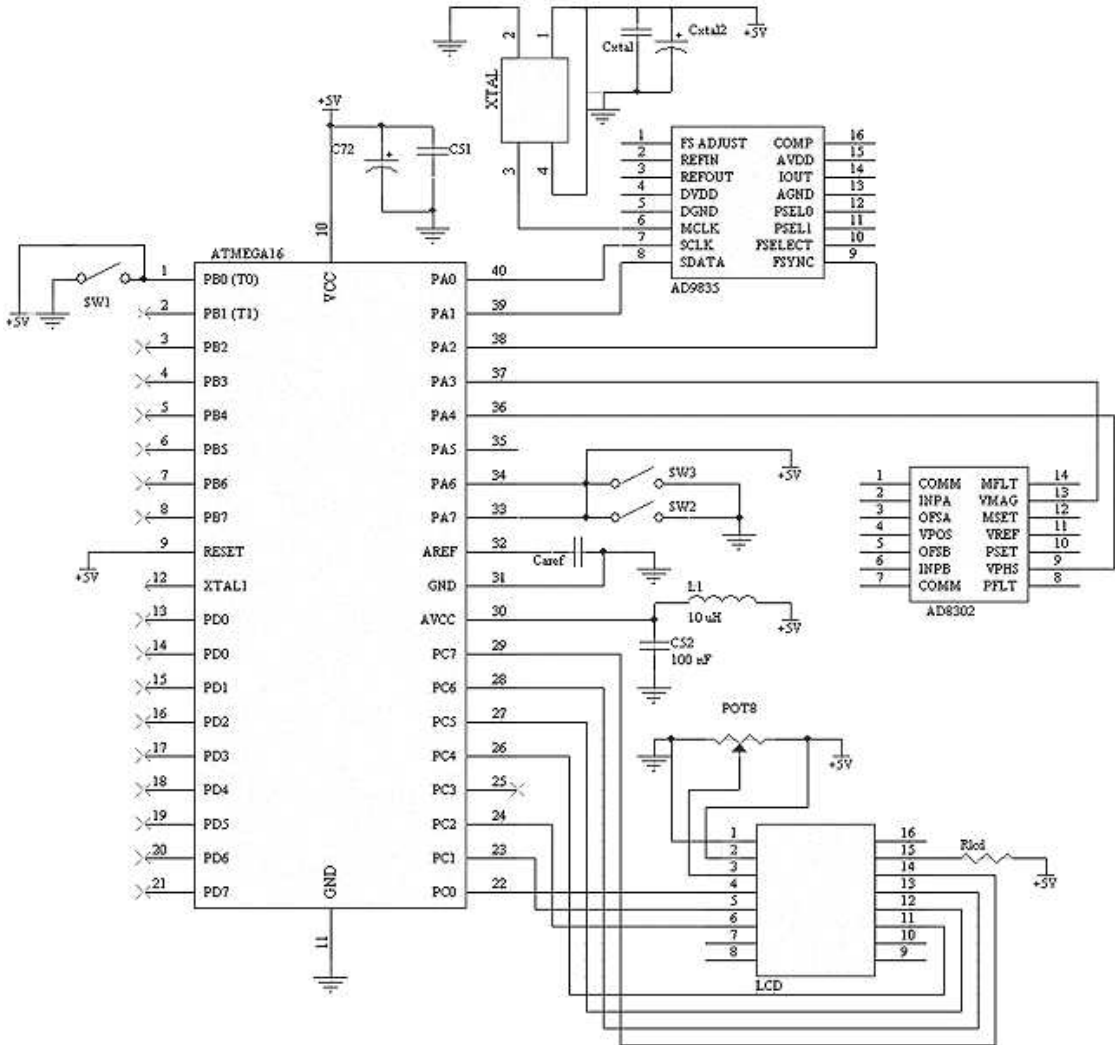 2
1
XTAL
3
4
Cxtal
Cxtal2
+5V
+5V
C72
C51
10
1 FS ADJUST COMP 16
2 REFIN AVDD 15
3 REFOUT IOUT 14
4 DVDD AGND 13
5 DGND PSEL0 12
6 MCLK PSEL1 11
7 SCLK FSELECT 10
8 SDATA FSYNC 9
AD9835
ATMEGA16
VCC
SW1
+5V
1 PB0 (T0) PA0 40
2 PB1 (T1) PA1 39
3 PB2 PA2 38
4 PB3 PA3 37
5 PB4 PA4 36
6 PB5 PA5 35
7 PB6 PA6 34
8 PB7 PA7 33
9 RESET AREF 32
12 XTAL1 GND 31
13 PD0 AVCC 30
14 PD0 PC7 29
15 PD1 PC6 28
16 PD2 PC5 27
17 PD3 PC4 26
18 PD4 PC3 25
19 PD5 PC2 24
20 PD6 PC1 23
21 PD7 PC0 22
GND
11
+5V
SW3
SW2
+5V
Caref
L1
10 uH
+5V
C52
100 nF
1 COMM MFLT 14
2 INPA VMAG 13
3 OFSA MSET 12
4 VPOS VREF 11
5 OFSB PSET 10
6 INPB VPHS 9
7 COMM PFLT 8
AD8302
POT8
+5V
1 16
2 15
3 14
4 13
5 12
6 11
7 10
8 9
LCD
Rlcd
+5V